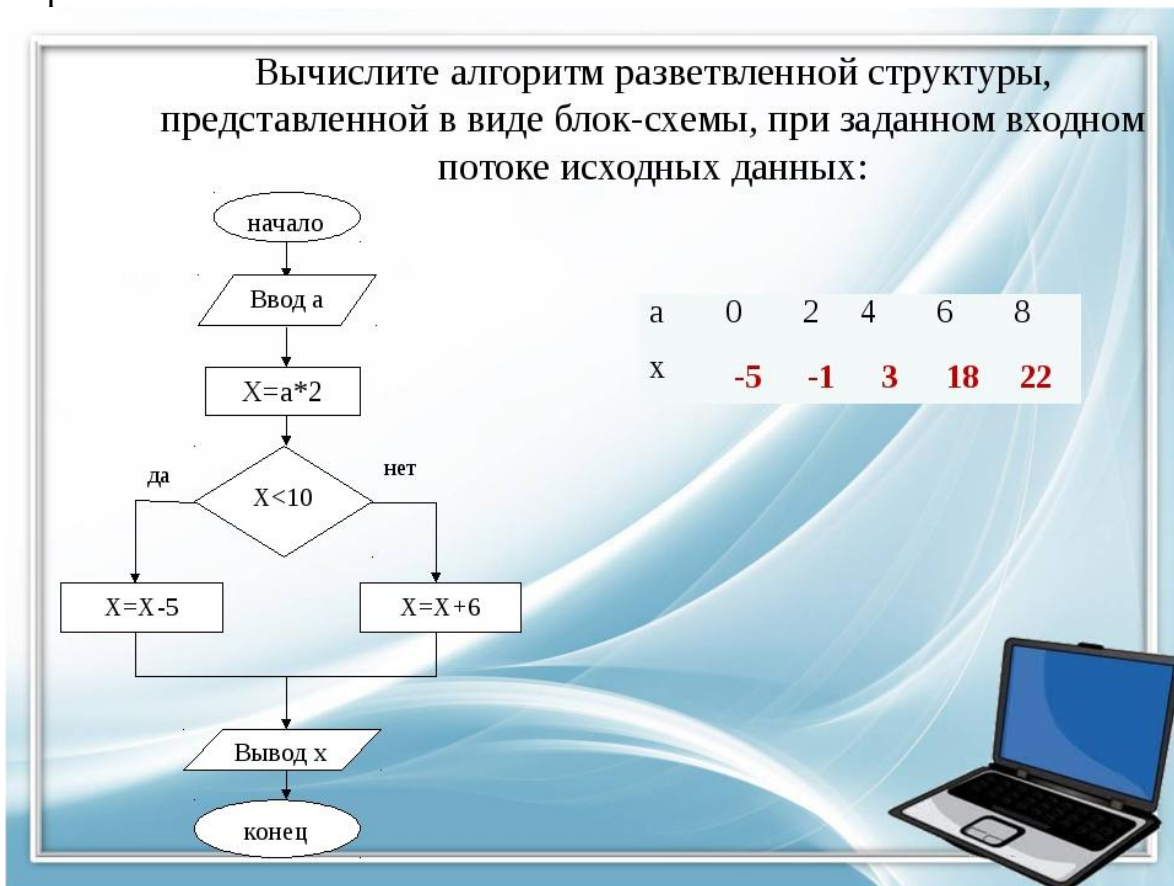 Вычислите алгоритм разветвленной структуры,
представленной в виде блок-схемы, при заданном входном
потоке исходных данных:
начало
Ввод а
X=a*2
да
нет
X<10
X=X-5
X=X+6
Вывод х
конец
а 0 2 4 6 8
х -5 -1 3 18 22